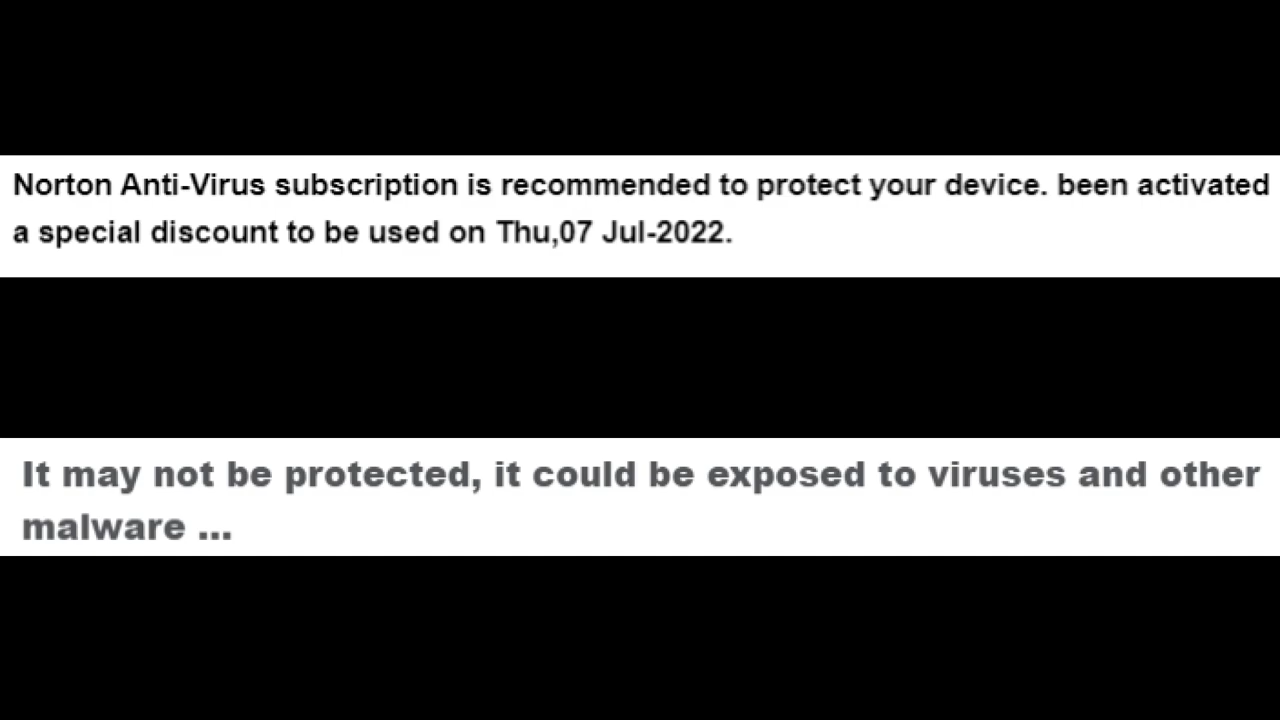 Norton Anti-Virus subscription is recommended to protect your device. been activated
a special discount to be used on Thu,07 Jul-2022.
It may not be protected, it could be exposed to viruses and other
malware ...